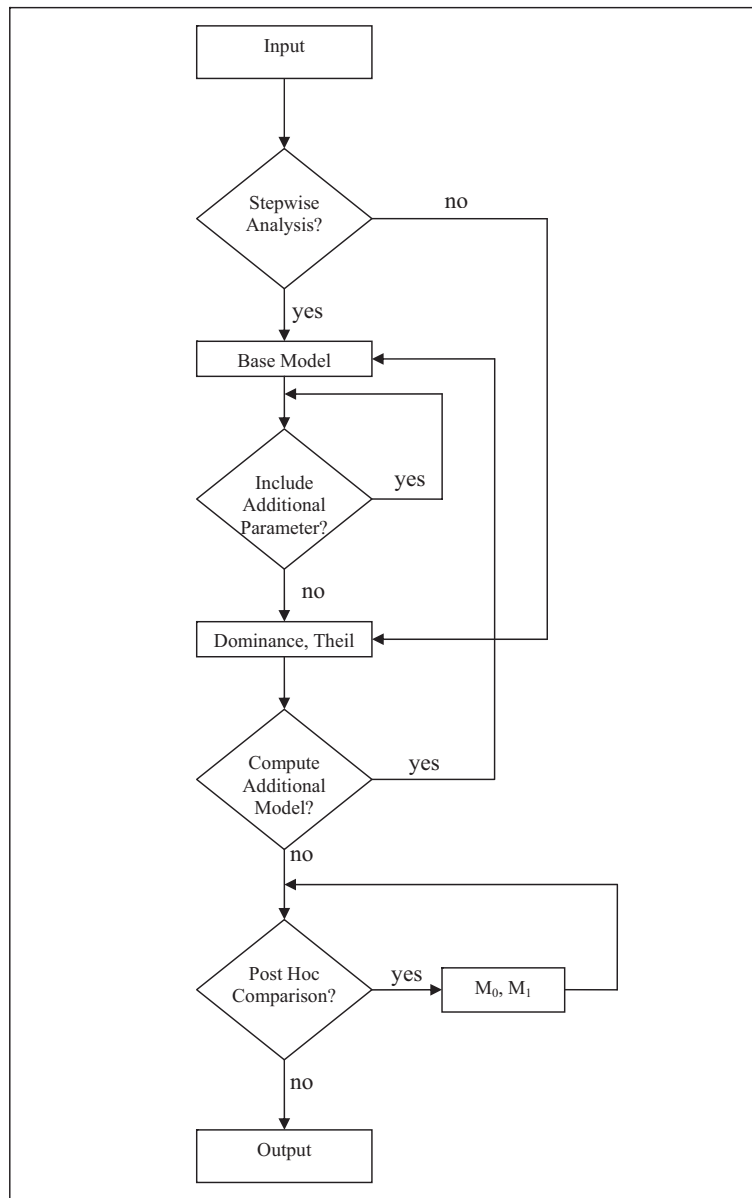 Input
Stepwise
Analysis?
no
yes
Base Model
Include
Additional
Parameter?
yes
no
Dominance, Theil
Compute
Additional
Model?
yes
no
Post Hoc
Comparison?
yes
M₀, M₁
no
Output